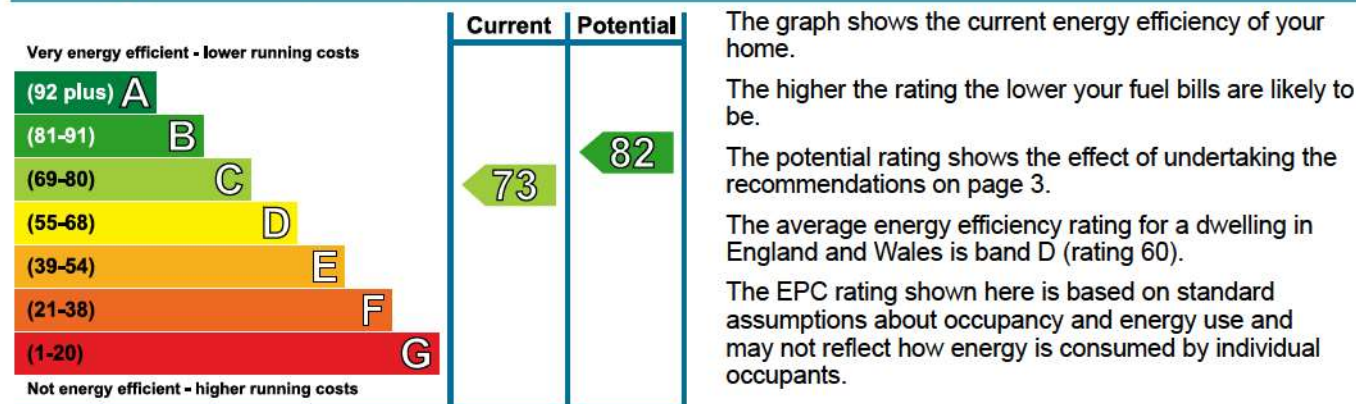 Current Potential
Very energy efficient - lower running costs
(92 plus) A
(81-91) B
(69-80) C
(55-68) D
(39-54) E
(21-38) F
(1-20) G
Not energy efficient - higher running costs
73
82
The graph shows the current energy efficiency of your
home.
The higher the rating the lower your fuel bills are likely to
be.
The potential rating shows the effect of undertaking the
recommendations on page 3.
The average energy efficiency rating for a dwelling in
England and Wales is band D (rating 60).
The EPC rating shown here is based on standard
assumptions about occupancy and energy use and
may not reflect how energy is consumed by individual
occupants.